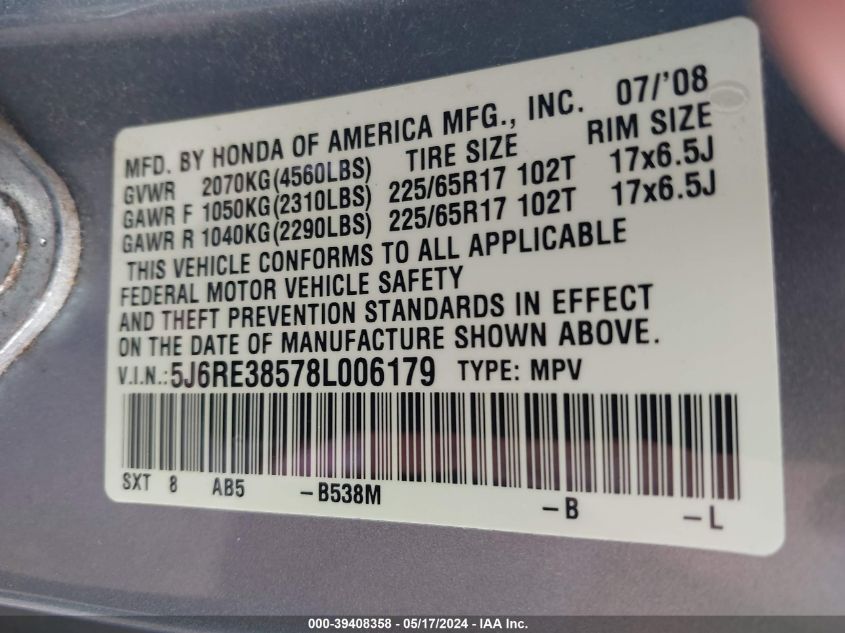 MFD. BY HONDA OF AMERICA MFG., INC. 07/'08
GVWR 2070KG(4560LBS) TIRE SIZE RIM SIZE
GAWR F 1050KG(2310LBS) 225/65R17 102T 17x6.5J
GAWR R 1040KG(2290LBS) 225/65R17 102T 17x6.5J
THIS VEHICLE CONFORMS TO ALL APPLICABLE
FEDERAL MOTOR VEHICLE SAFETY
AND THEFT PREVENTION STANDARDS IN EFFECT
ON THE DATE OF MANUFACTURE SHOWN ABOVE.
V.I.N.:5J6RE38578L006179 TYPE: MPV
SXT 8 AB5 -B538M -B -L
000-39408358 - 05/17/2024 - IAA Inc.